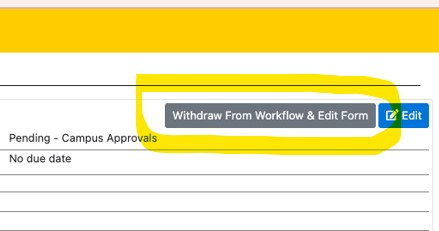 Withdraw From Workflow & Edit Form Edit
Pending - Campus Approvals
No due date